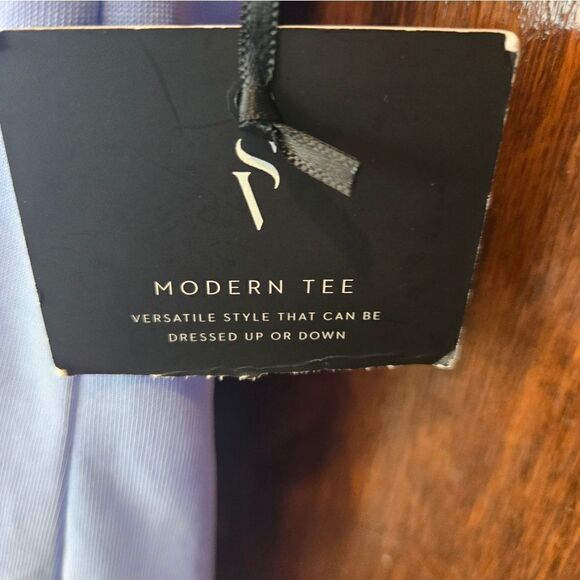 MODERN TEE
VERSATILE STYLE THAT CAN BE
DRESSED UP OR DOWN